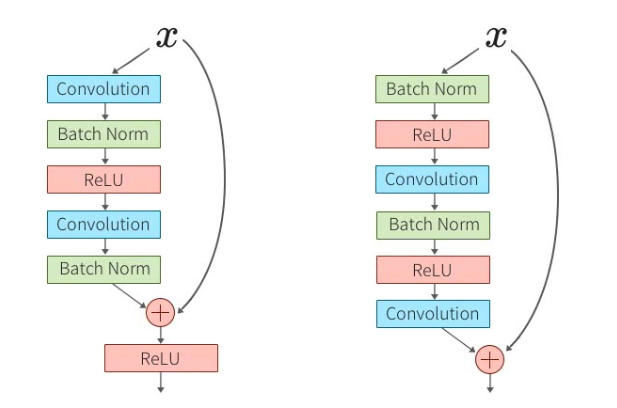 x
Convolution
Batch Norm
ReLU
Convolution
Batch Norm
+
ReLU
x
Batch Norm
ReLU
Convolution
Batch Norm
ReLU
Convolution
+